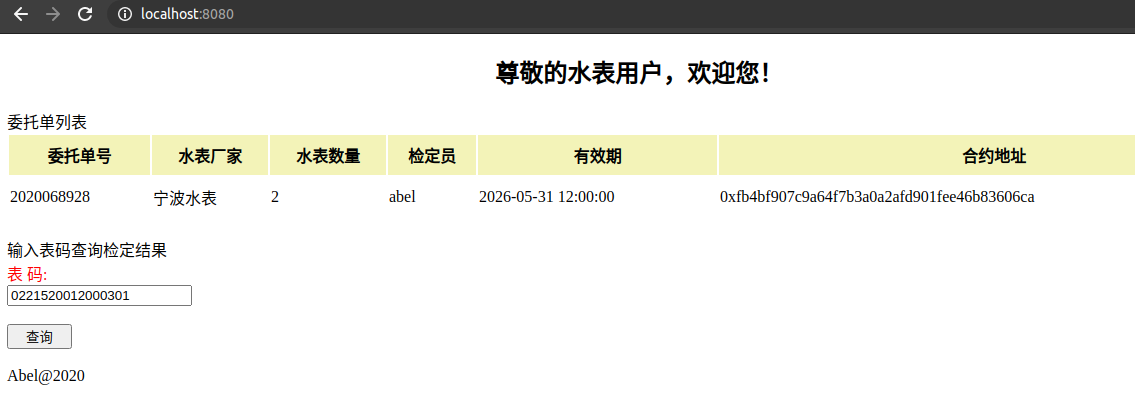 localhost:8080
尊敬的水表用户，欢迎您！
委托单列表
委托单号 水表厂家 水表数量 检定员 有效期 合约地址
2020068928 宁波水表 2 abel 2026-05-31 12:00:00 0xfb4bf907c9a64f7b3a0a2afd901fee46b83606ca
输入表码查询检定结果
表 码:
0221520012000301
查询
Abel@2020